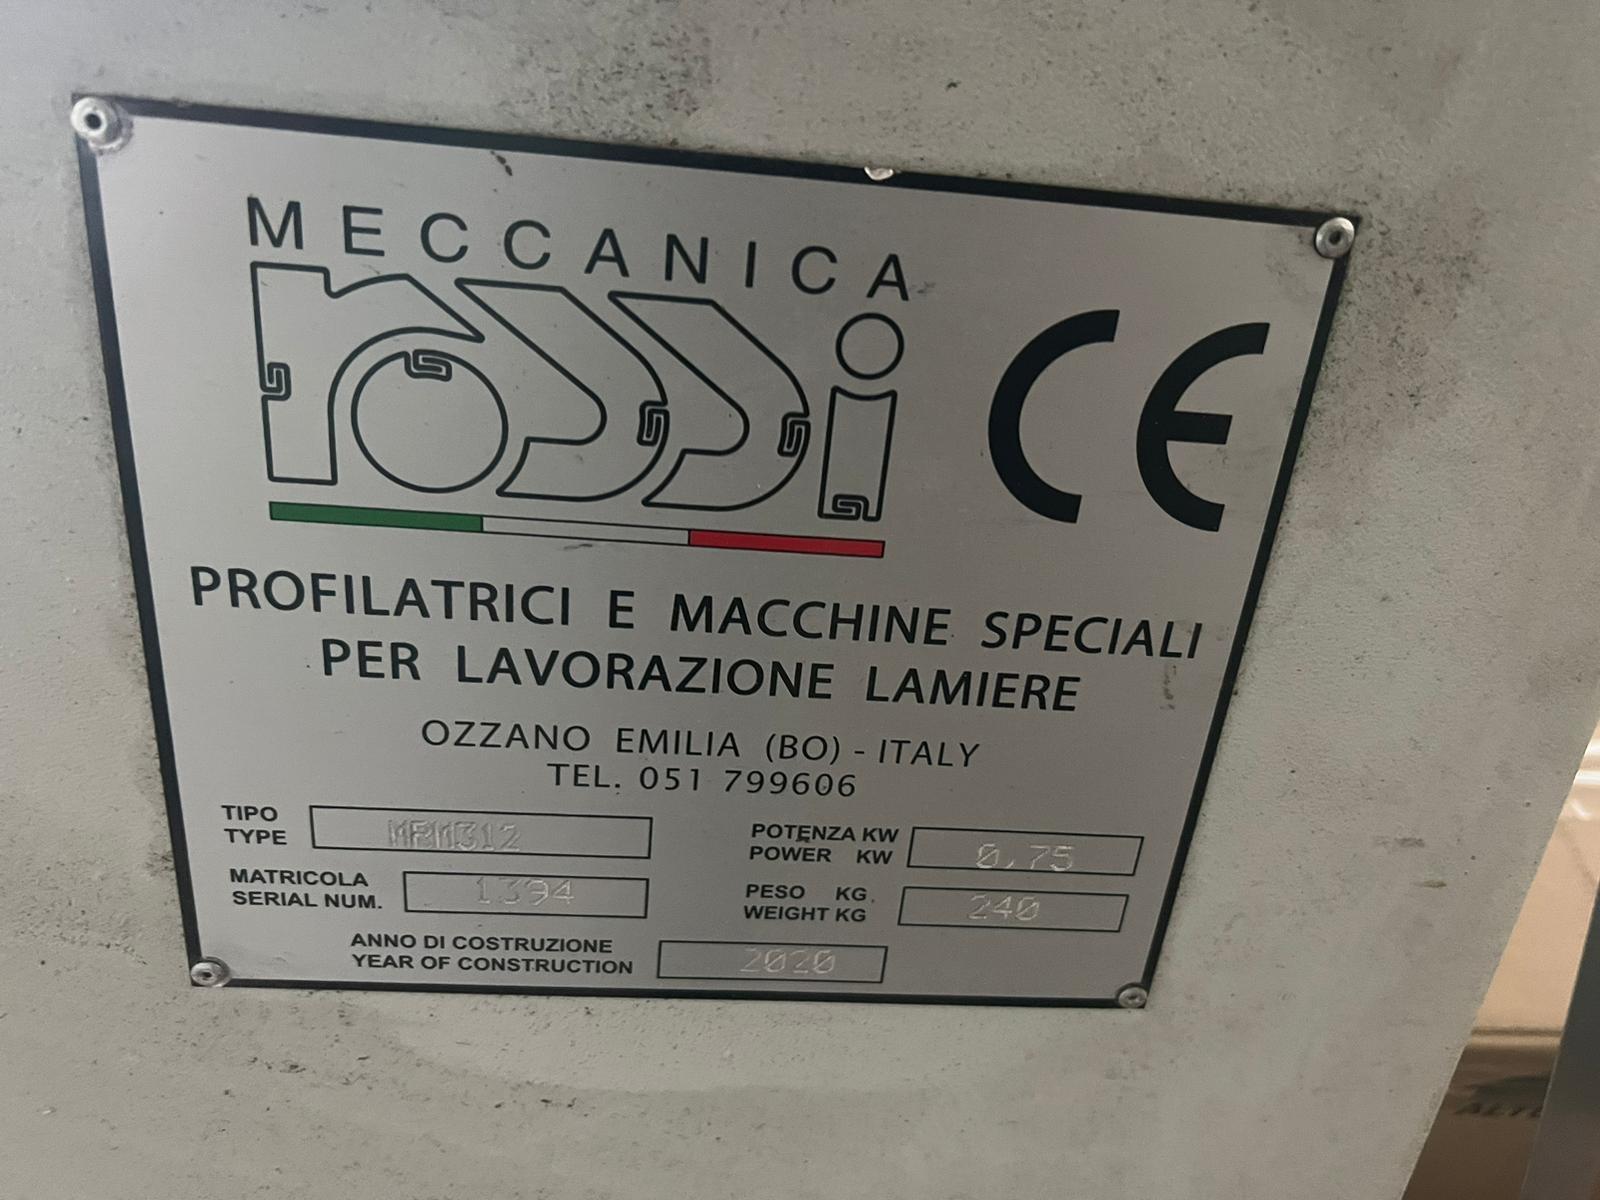 MECCANICA
rossi CE
PROFILATRICI E MACCHINE SPECIALI
PER LAVORAZIONE LAMIERE
OZZANO EMILIA (BO) - ITALY
TEL. 051 799606
TIPO
TYPE
MATRICOLA
SERIAL NUM. 1394
POTENZA KW
POWER KW 0.75
PESO KG.
WEIGHT KG 240
ANNO DI COSTRUZIONE
YEAR OF CONSTRUCTION 2020